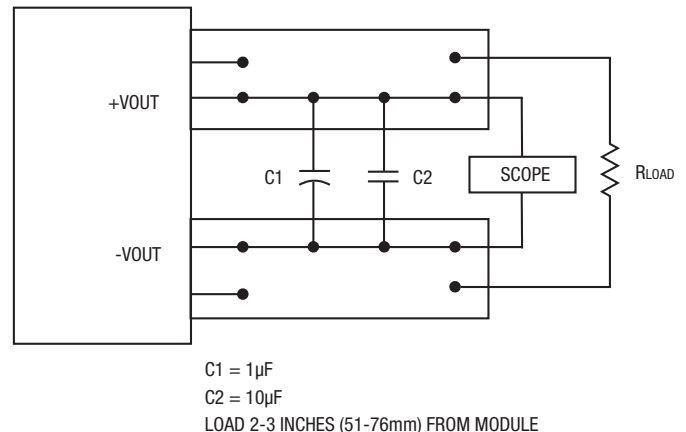 +VOUT
C1
C2
SCOPE
RLOAD
-VOUT
C1 = 1µF
C2 = 10µF
LOAD 2-3 INCHES (51-76mm) FROM MODULE